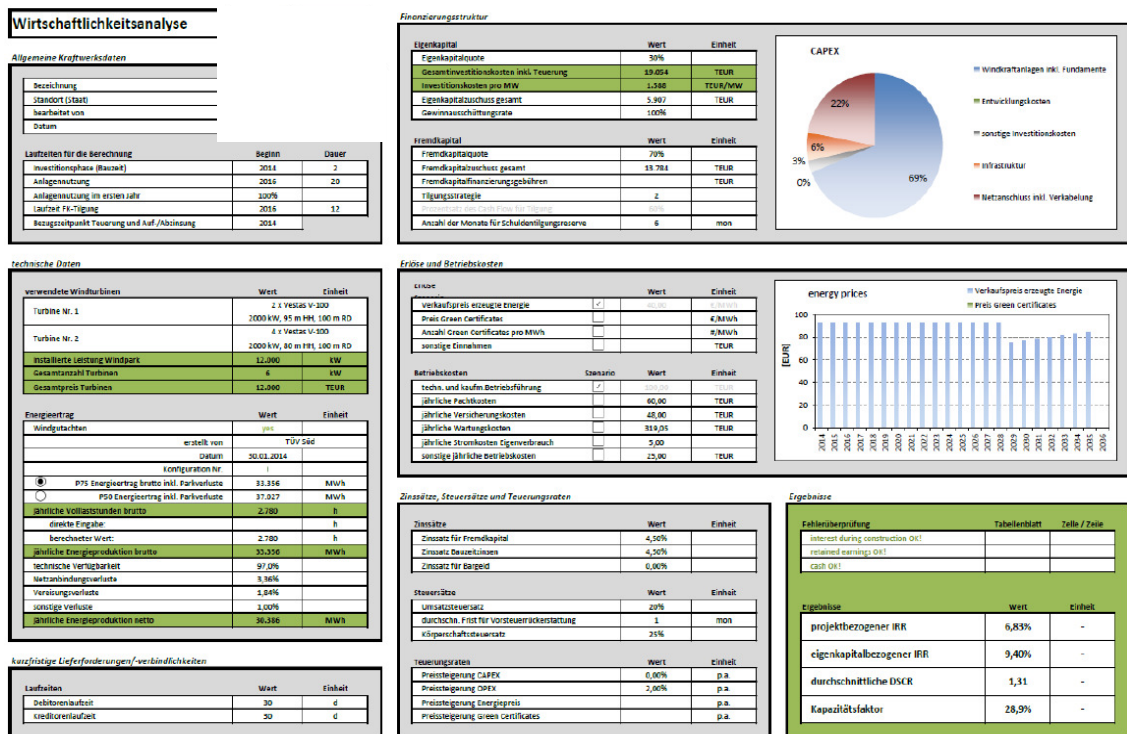 Wirtschaftlichkeitsanalyse
Allgemeine Kraftwerksdaten
Bezeichnung
Standort (Staat)
bearbeitet von
Datum
Laufzeiten für die Berechnung Beginn Dauer
Investitionsphase (Bauzeit) 2014 2
Anlagennutzung 2016 20
Anlagennutzung im ersten Jahr 100%
Laufzeit FK-Tilgung 2016 12
Bezugszeitpunkt Teuerung und Auf-/Abzinsung 2014
technische Daten
verwendete Windturbinen Wert Einheit
Turbine Nr. 1 2 x Vestas V-100
2000 kW, 95 m HH, 100 m RD
Turbine Nr. 2 4 x Vestas V-100
2000 kW, 80 m HH, 100 m RD
installierte Leistung Windpark 12.000 kW
Gesamtanzahl Turbinen 6 kW
Gesamtpreis Turbinen 12.000 TEUR
Energieertrag Wert Einheit
Windgutachten yes
erstellt von TÜV Süd
Datum 30.01.2014
Konfiguration Nr.
P75 Energieertrag brutto inkl. Parkverluste 33.356 MWh
P50 Energieertrag inkl. Parkverluste 37.027 MWh
jährliche Volllaststunden brutto 2.780 h
direkte Eingabe: h
berechneter Wert: 2.780 h
jährliche Energieproduktion brutto 33.356 MWh
technische Verfügbarkeit 97,0%
Netzanbindungsverluste 3,36%
Vereisungsverluste 1,84%
sonstige Verluste 1,00%
jährliche Energieproduktion netto 30.386 MWh
kurzfristige Lieferforderungen/-verbindlichkeiten
Laufzeiten Wert Einheit
Debitorenlaufzeit 30 d
Kreditorenlaufzeit 30 d
Finanzierungsstruktur
Eigenkapital Wert Einheit
Eigenkapitalquote 30%
Gesamtinvestitionskosten inkl. Teuerung 19.054 TEUR
Investitionskosten pro MW 1.588 TEUR/MW
Eigenkapitalzuschuss gesamt 5.907 TEUR
Gewinnausschüttungsrate 100%
Fremdkapital Wert Einheit
Fremdkapitalquote 70%
Fremdkapitalzuschuss gesamt 13.784 TEUR
Fremdkapitalfinanzierungsgebühren TEUR
Tilgungsstrategie 2
Prozentsatz des Cash Flow für Tilgung 60%
Anzahl der Monate für Schuldentilgungsreserve 6 mon
CAPEX
22%
6%
3%
0%
69%
Windkraftanlagen inkl. Fundamente
Entwicklungskosten
sonstige Investitionskosten
Infrastruktur
Netzanschluss inkl. Verkabelung
Erlöse und Betriebskosten
Erlöse
Verkaufspreis erzeugte Energie 40,00 €/MWh
Preis Green Certificates €/MWh
Anzahl Green Certificates pro MWh #/MWh
sonstige Einnahmen TEUR
Betriebskosten Szenario Wert Einheit
techn. und kaufm.Betriebsführung TEUR
jährliche Pachtkosten 60,00 TEUR
jährliche Versicherungskosten 48,00 TEUR
jährliche Wartungskosten 319,05 TEUR
jährliche Stromkosten Eigenverbrauch 5,00
sonstige jährliche Betriebskosten 25,00 TEUR
energy prices
Verkaufspreis erzeugte Energie
Preis Green Certificates
[EUR]
100
80
60
40
20
0
2014 2015 2016 2017 2018 2019 2020 2021 2022 2023 2024 2025 2026 2027 2028 2029 2030 2031 2032 2033 2034 2035 2036
Zinssätze, Steuersätze und Teuerungsraten
Zinssätze Wert Einheit
Zinssatz für Fremdkapital 4,50%
Zinssatz Bauzeitzinsen 4,50%
Zinssatz für Bargeld 0,00%
Steuersätze Wert Einheit
Umsatzsteuersatz 20%
durchschn. Frist für Vorsteuerrückerstattung 1 mon
Körperschaftssteuersatz 25%
Teuerungsraten Wert Einheit
Preissteigerung CAPEX 0,00% p.a.
Preissteigerung OPEX 2,00% p.a.
Preissteigerung Energiepreis p.a.
Preissteigerung Green Certificates p.a.
Ergebnisse
Fehlerüberprüfung Tabellenblatt Zelle / Zeile
interest during construction OK!
retained earnings OK!
cash OK!
Ergebnisse Wert Einheit
projektbezogener IRR 6,83% -
eigenkapitalbezogener IRR 9,40% -
durchschnittliche DSCR 1,31 -
Kapazitätsfaktor 28,9% -